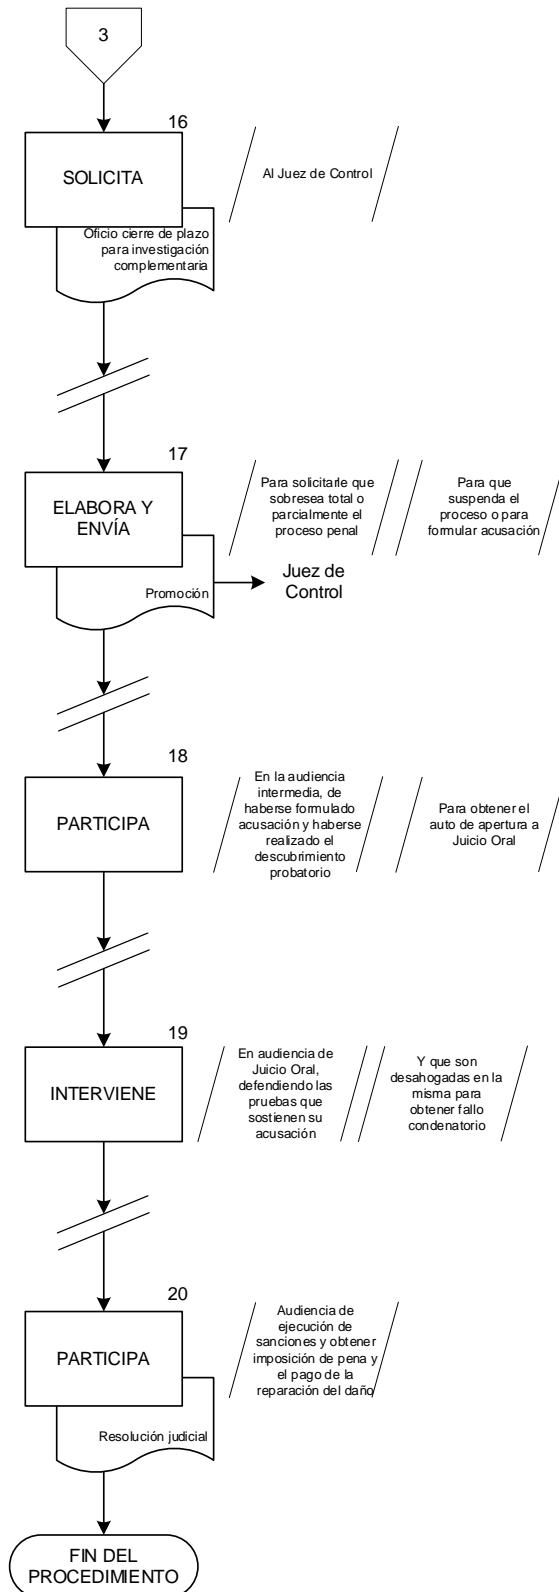 3
16
SOLICITA
Al Juez de Control
Oficio cierre de plazo
para investigación
complementaria
17
ELABORA Y
ENVÍA
Para solicitarle que
sobresea total o
parcialmente el
proceso penal
Para que
suspenda el
proceso o para
formular acusación
Promoción
Juez de
Control
18
PARTICIPA
En la audiencia
intermedia, de
haberse formulado
acusación y haberse
realizado el
descubrimiento
probatorio
Para obtener el
auto de apertura a
Juicio Oral
19
INTERVIENE
En audiencia de
Juicio Oral,
defendiendo las
pruebas que
sostienen su
acusación
Y que son
desahogadas en la
misma para
obtener fallo
condenatorio
20
PARTICIPA
Audiencia de
ejecución de
sanciones y obtener
imposición de pena y
el pago de la
reparación del daño
Resolución judicial
FIN DEL
PROCEDIMIENTO